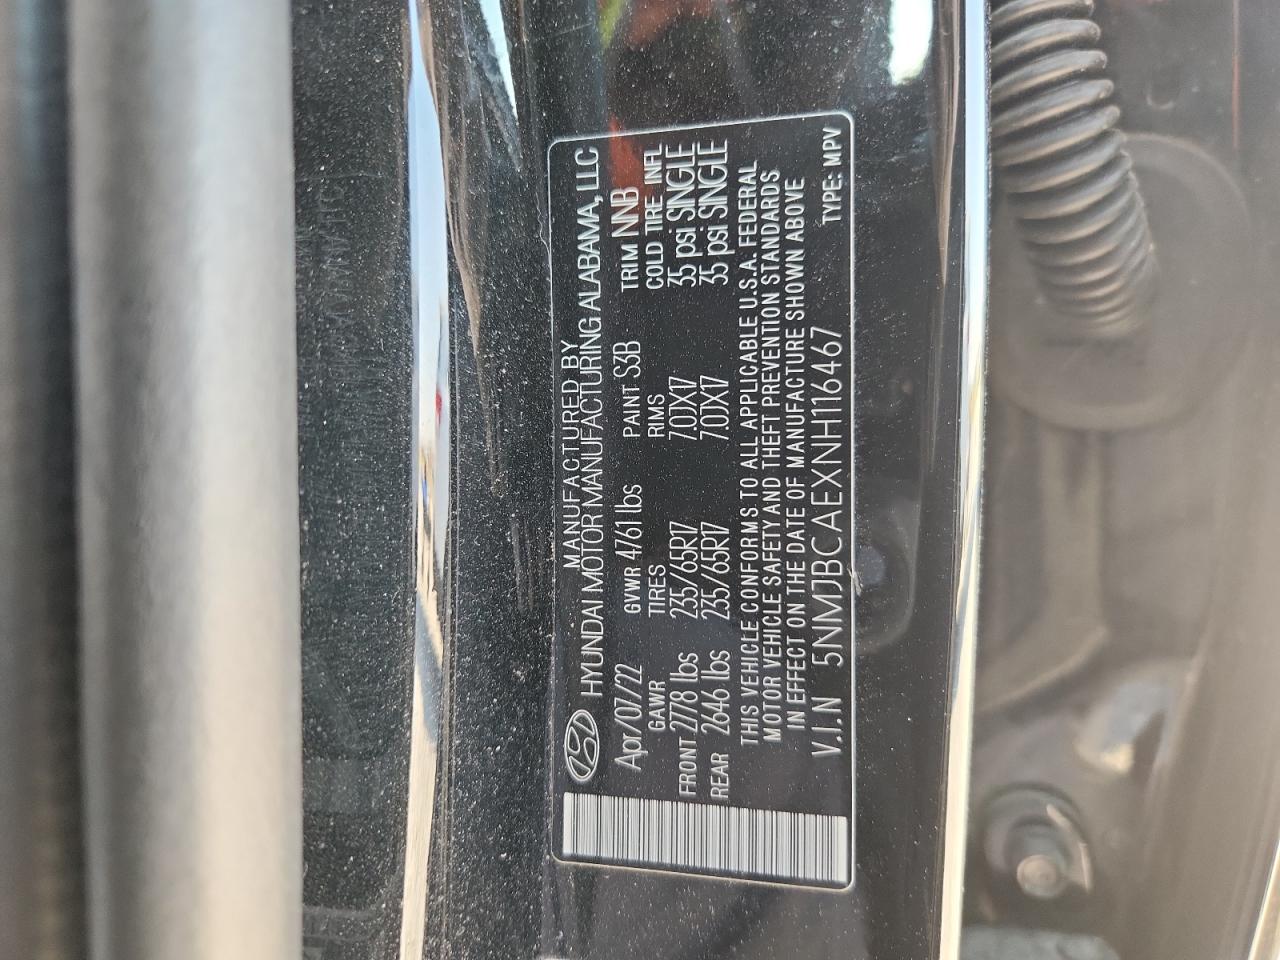 MANUFACTURED BY
HYUNDAI MOTOR MANUFACTURING ALABAMA, LLC
Apr/07/22 GVWR 4761 lbs PAINT S3B TRIM NNB
GAWR TIRES RIMS COLD TIRE INFL
FRONT 2778 lbs 235/65R17 7.0JX17 35 psi SINGLE
REAR 2646 lbs 235/65R17 7.0JX17 35 psi SINGLE
THIS VEHICLE CONFORMS TO ALL APPLICABLE U.S.A. FEDERAL
MOTOR VEHICLE SAFETY AND THEFT PREVENTION STANDARDS
IN EFFECT ON THE DATE OF MANUFACTURE SHOWN ABOVE
V.I.N 5NMJBCAEXNH116467 TYPE: MPV